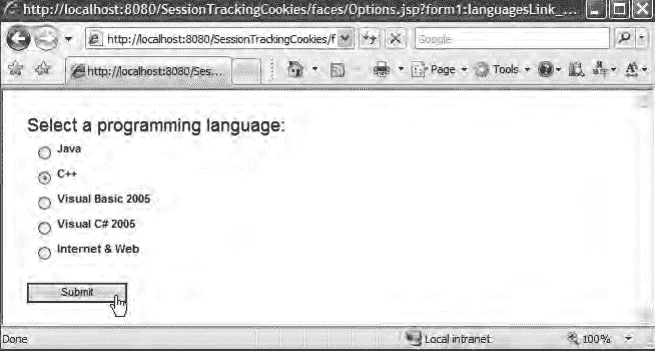 http://localhost:8080/SessionTrackingCookies/faces/Options.jsp?form1:languagesLink_...
http://localhost:8080/SessionTrackingCookies/f
Google
http://localhost:8080/Ses...
Page
Tools
Select a programming language:
Java
C++
Visual Basic 2005
Visual C# 2005
Internet & Web
Submit
Done
Local intranet
100%